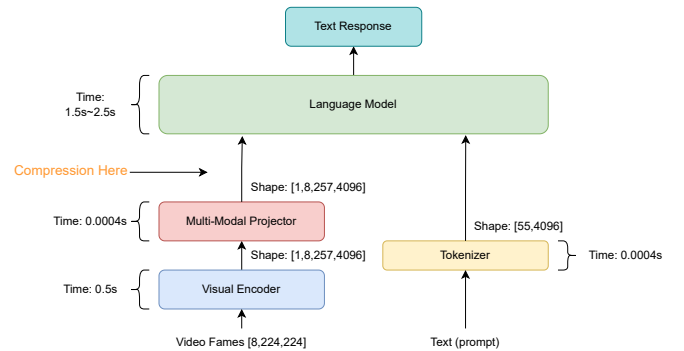 Text Response
Time:
1.5s~2.5s
Language Model
Compression Here
Shape: [1,8,257,4096]
Time: 0.0004s
Multi-Modal Projector
Shape: [55,4096]
Shape: [1,8,257,4096]
Tokenizer
Time: 0.0004s
Time: 0.5s
Visual Encoder
Video Fames [8,224,224]
Text (prompt)